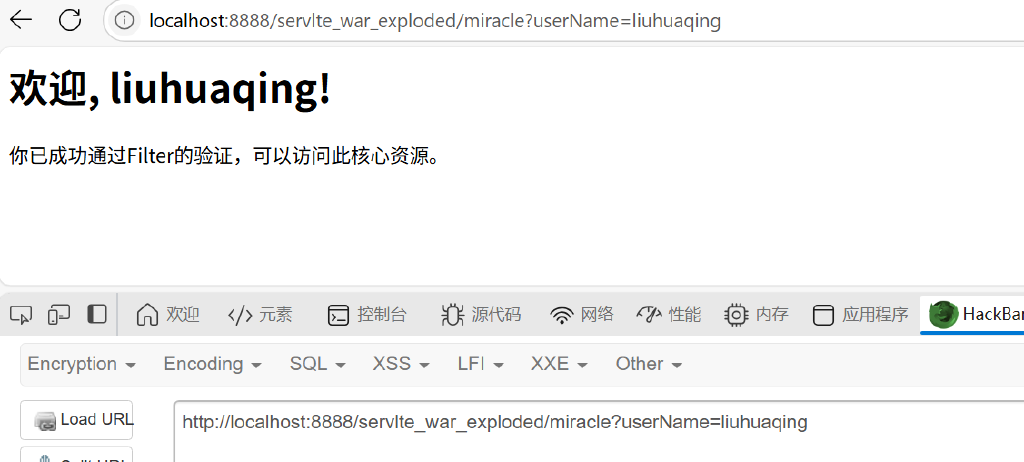 localhost:8888/servlte_war_exploded/miracle?userName=liuhuaqing
欢迎, liuhuaqing!
你已成功通过Filter的验证，可以访问此核心资源。
欢迎 元素 控制台 源代码 网络 性能 内存 应用程序 HackBar
Encryption Encoding SQL XSS LFI XXE Other
Load URL http://localhost:8888/servlte_war_exploded/miracle?userName=liuhuaqing
Split URL